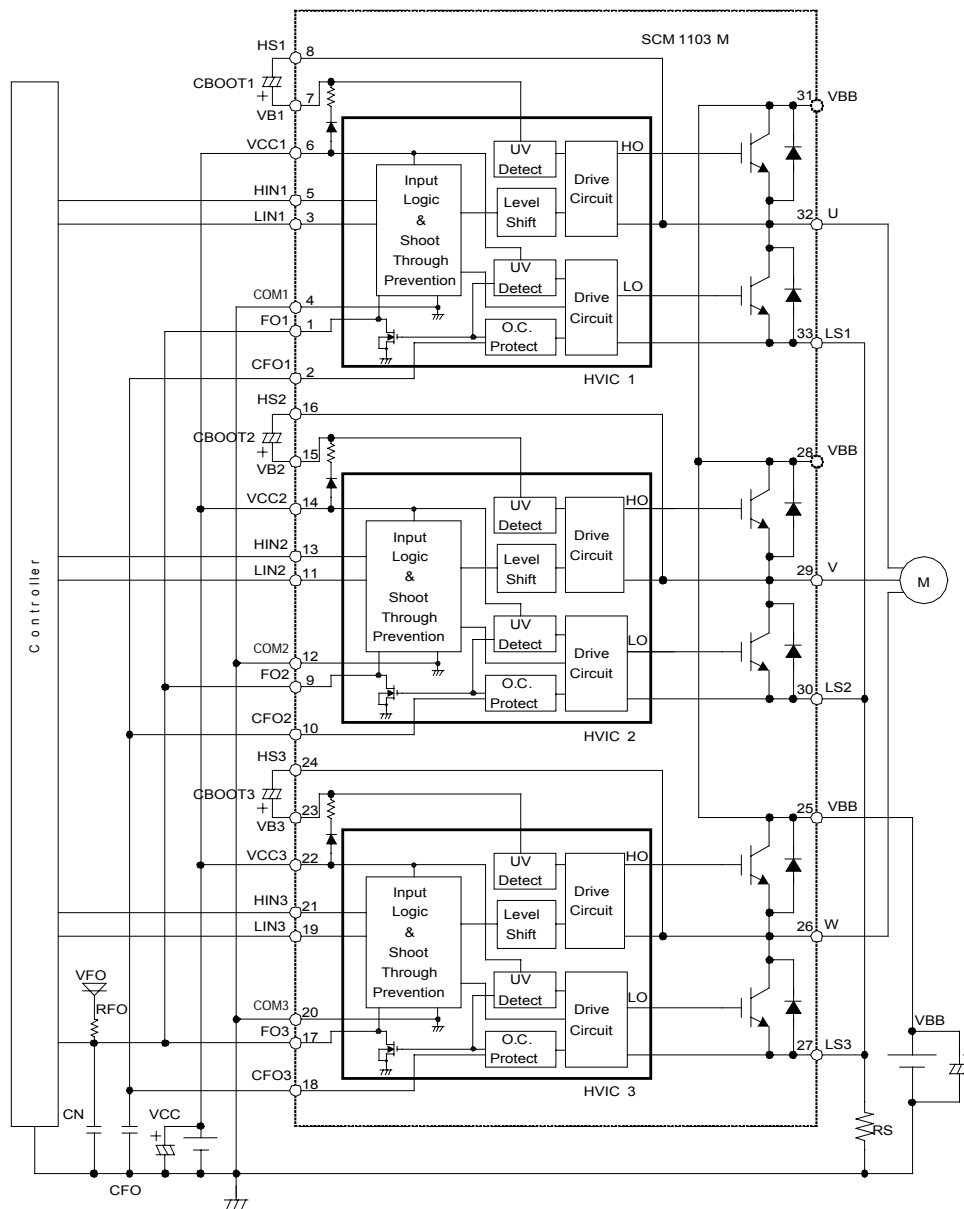 SCM 1103 M
HS1
8
CBOOT1
+
7
VB1
31
VBB
VCC1
6
HIN1
5
LIN1
3
COM1
4
FO1
1
CFO1
2
Input
Logic
&
Shoot
Through
Prevention
UV
Detect
Level
Shift
Drive
Circuit
HO
UV
Detect
O.C.
Protect
Drive
Circuit
LO
32
U
33
LS1
HVIC 1
HS2
16
CBOOT2
+
15
VB2
28
VBB
VCC2
14
HIN2
13
LIN2
11
COM2
12
FO2
9
CFO2
10
Input
Logic
&
Shoot
Through
Prevention
UV
Detect
Level
Shift
Drive
Circuit
HO
UV
Detect
O.C.
Protect
Drive
Circuit
LO
29
V
M
30
LS2
HVIC 2
Controller
HS3
24
CBOOT3
+
23
VB3
25
VBB
VCC3
22
HIN3
21
LIN3
19
COM3
20
FO3
17
CFO3
18
Input
Logic
&
Shoot
Through
Prevention
UV
Detect
Level
Shift
Drive
Circuit
HO
UV
Detect
O.C.
Protect
Drive
Circuit
LO
26
W
27
LS3
HVIC 3
VFO
RFO
CN
CFO
VCC
+
VBB
RS